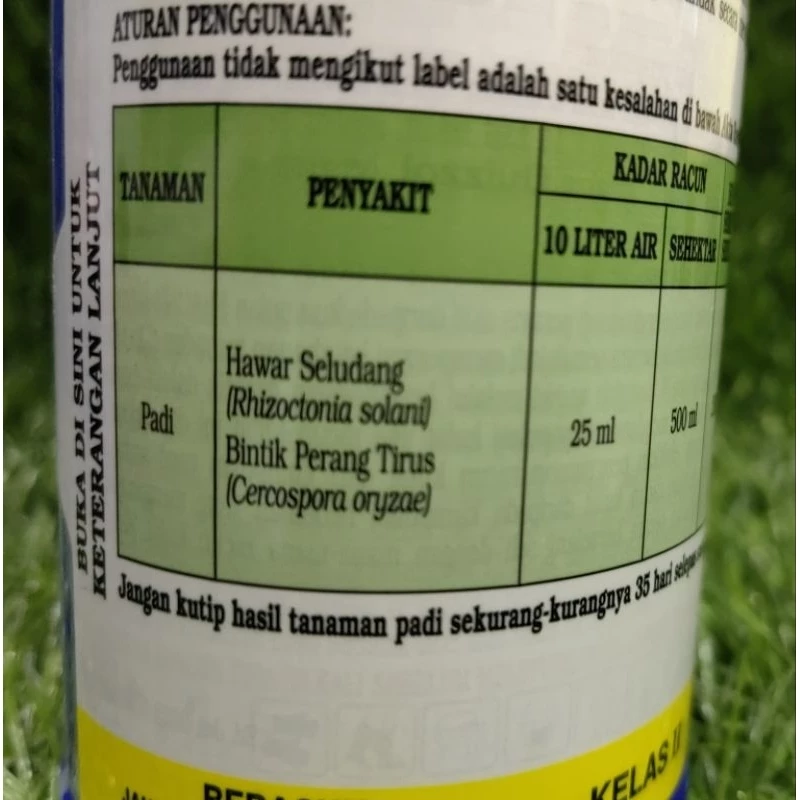 ATURAN PENGGUNAAN:
Penggunaan tidak mengikut label adalah satu kesalahan di bawah
TANAMAN
PENYAKIT
KADAR RACUN
10 LITER AIR
SEHEKTAR
Padi
Hawar Seludang
(Rhizoctonia solani)
Bintik Perang Tirus
(Cercospora oryzae)
25 ml
500 ml
Jangan kutip hasil tanaman padi sekurang-kurangnya 35 hari
BUKA DI SINI UNTUK
KETERANGAN LANJUT
KELAS